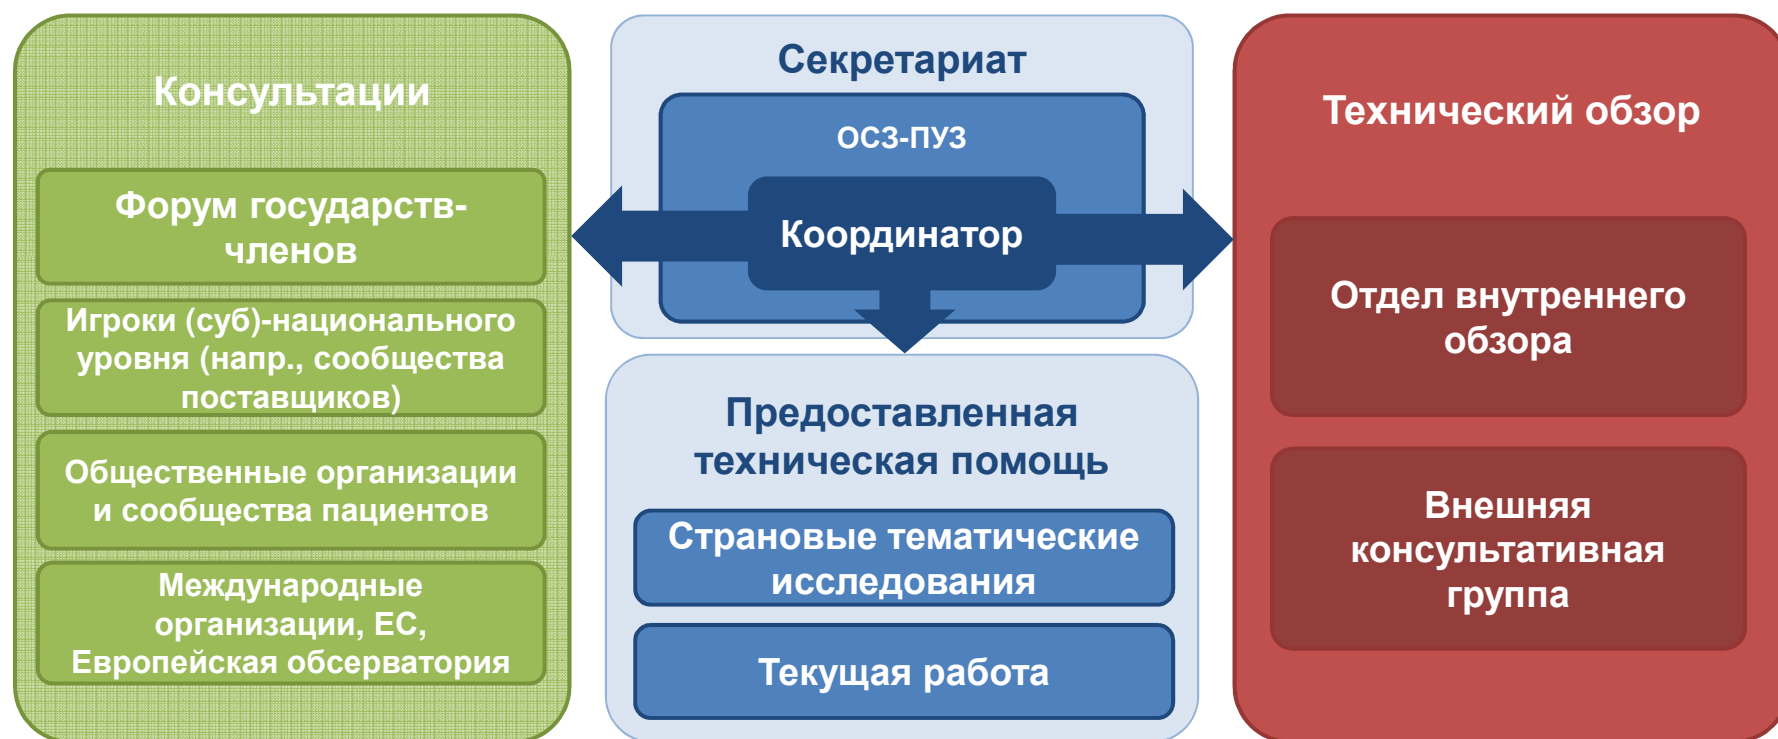 Консультации
Форум государств-
членов
Игроки (суб)-национального
уровня (напр., сообщества
поставщиков)
Общественные организации
и сообщества пациентов
Международные
организации, ЕС,
Европейская обсерватория
Секретариат
ОСЗ-ПУЗ
Координатор
Предоставленная
техническая помощь
Страновые тематические
исследования
Текущая работа
Технический обзор
Отдел внутреннего
обзора
Внешняя
консультативная
группа